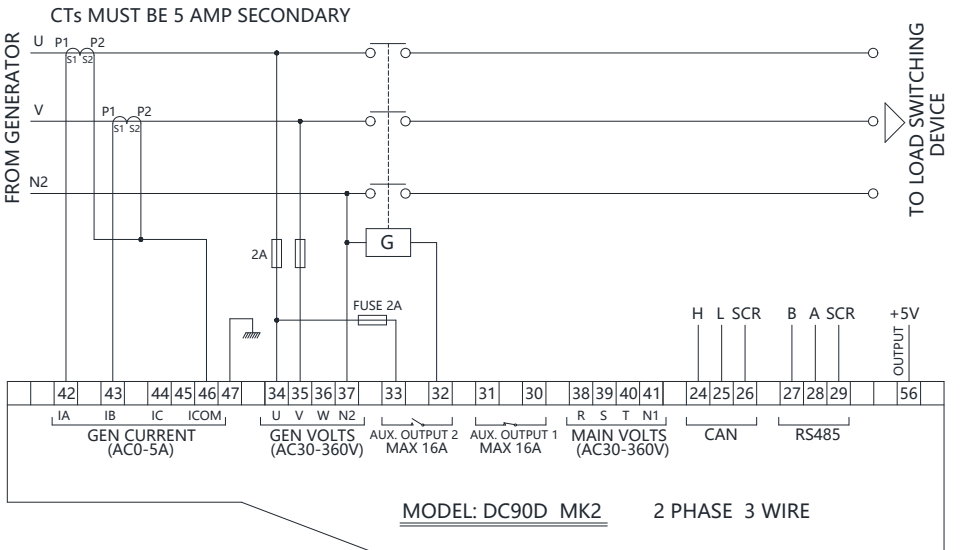 CTs MUST BE 5 AMP SECONDARY
FROM GENERATOR
U P1 P2
S1 S2
V P1 P2
S1 S2
N2
TO LOAD SWITCHING
DEVICE
2A
G
FUSE 2A
H L SCR B A SCR +5V
OUTPUT
42 43 44 45 46 47 34 35 36 37 33 32 31 30 38 39 40 41 24 25 26 27 28 29 56
IA IB IC ICOM U V W N2 R S T N1
GEN CURRENT
(AC0-5A)
GEN VOLTS
(AC30-360V)
AUX. OUTPUT 2
MAX 16A
AUX. OUTPUT 1
MAX 16A
MAIN VOLTS
(AC30-360V)
CAN
RS485
MODEL: DC90D MK2 2 PHASE 3 WIRE